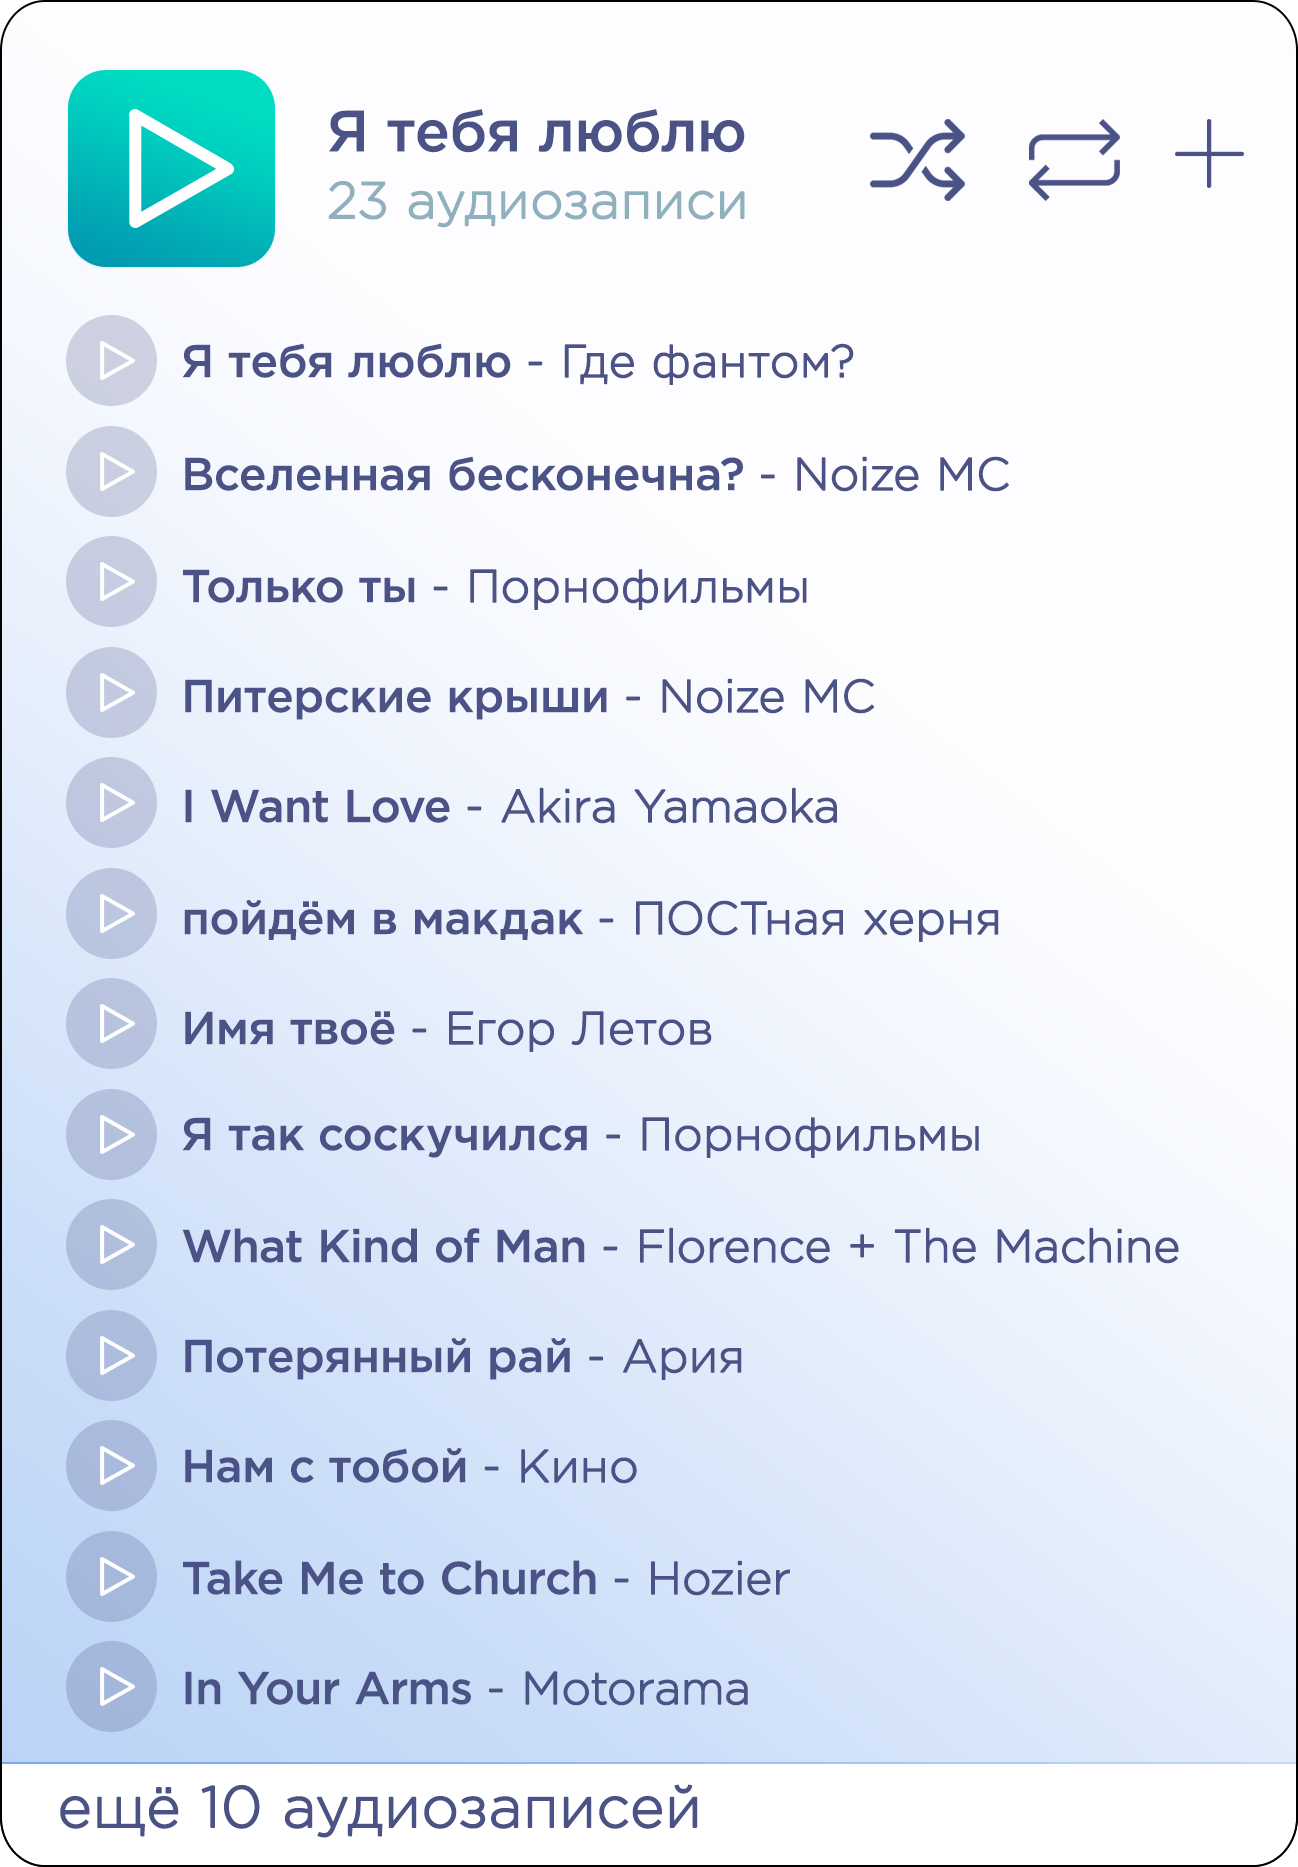 Я тебя люблю
23 аудиозаписи
Я тебя люблю - Где фантом?
Вселенная бесконечна? - Noize MC
Только ты - Порнофильмы
Питерские крыши - Noize MC
I Want Love - Akira Yamaoka
пойдём в макдак - ПОСТная херня
Имя твоё - Егор Летов
Я так соскучился - Порнофильмы
What Kind of Man - Florence + The Machine
Потерянный рай - Ария
Нам с тобой - Кино
Take Me to Church - Hozier
In Your Arms - Motorama
ещё 10 аудиозаписей